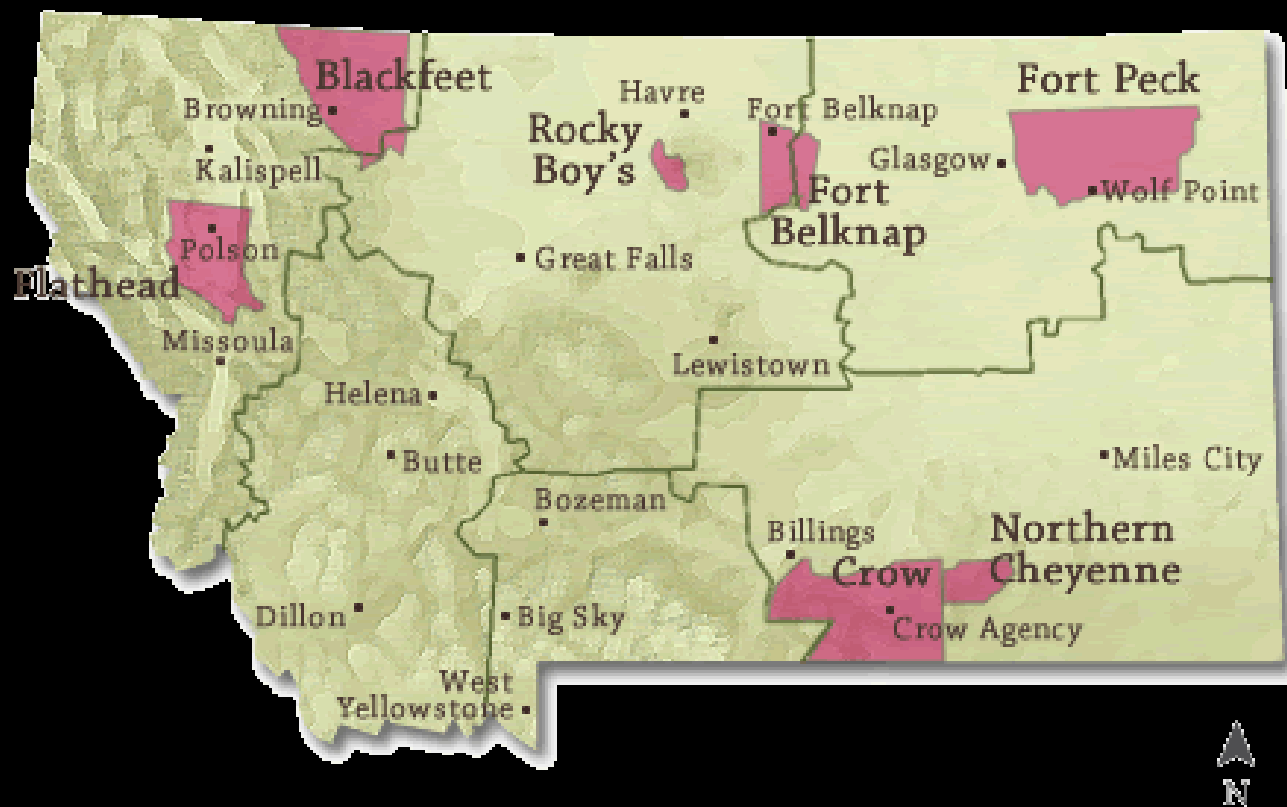 Blackfeet
Fort Peck
Browning
Havre
Fort Belknap
Rocky
Boy's
Glasgow
Kalispell
Wolf Point
Fort
Belknap
Polson
Great Falls
Flathead
Missoula
Lewistown
Helena
Butte
Miles City
Bozeman
Billings
Northern
Cheyenne
Crow
Dillon
Big Sky
Crow Agency
West
Yellowstone
N